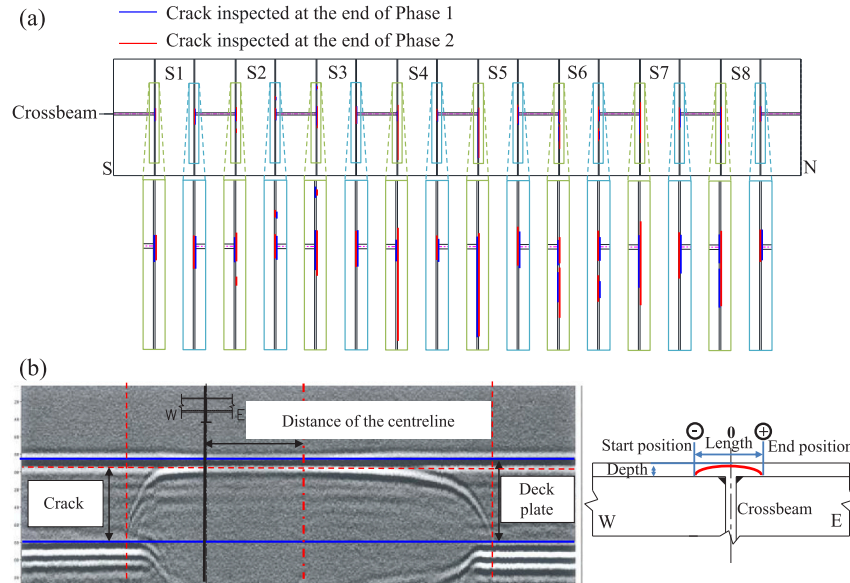 (a)
Crack inspected at the end of Phase 1
Crack inspected at the end of Phase 2
S1 S2 S3 S4 S5 S6 S7 S8
Crossbeam
S N
(b)
W E
Distance of the centreline
Crack
Deck
plate
- 0 +
Start position Length End position
Depth
Crossbeam
W E